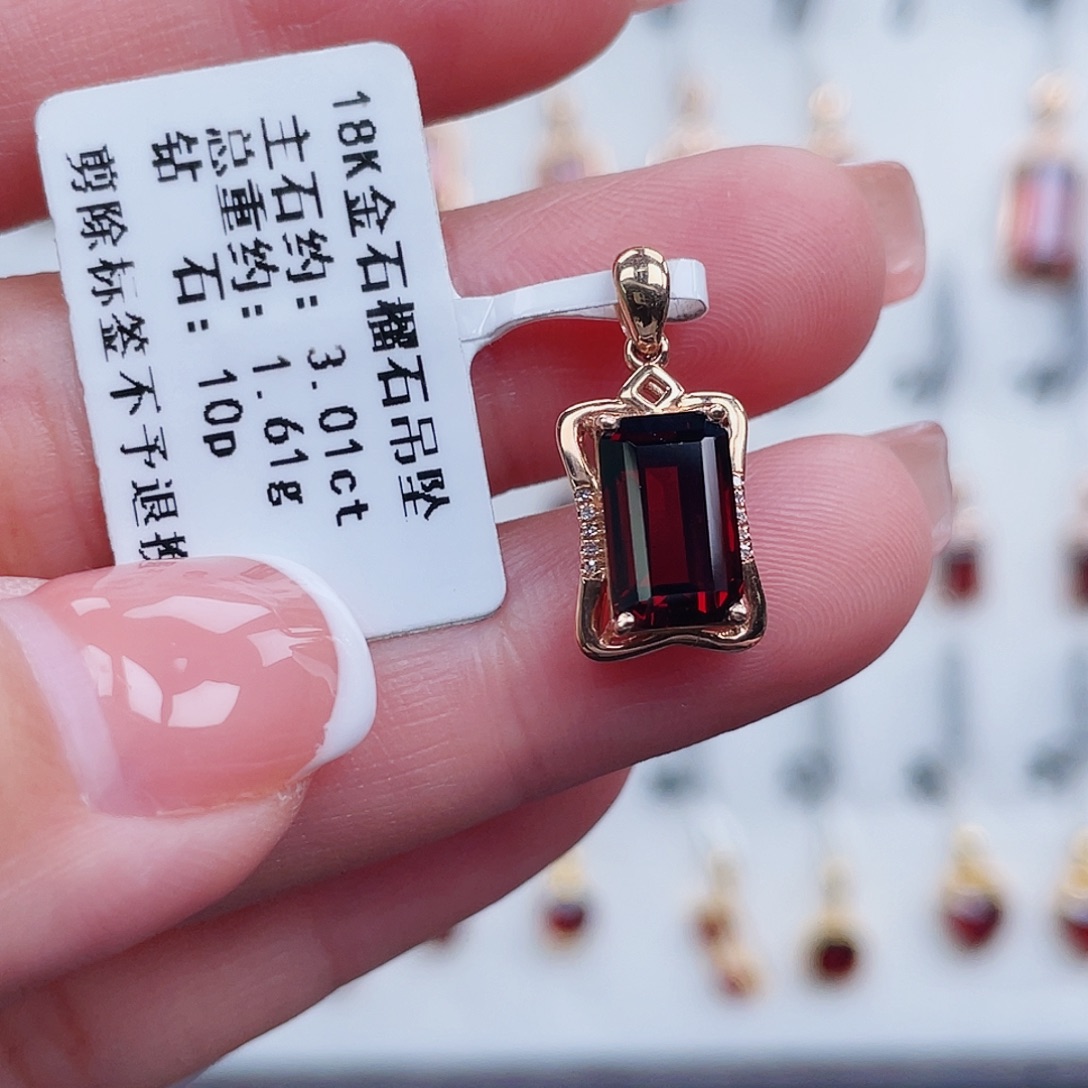 18K金石榴石吊坠
主石约: 3.01ct
总重约: 1.61g
钻 石: 10p
剪除标签不予退换